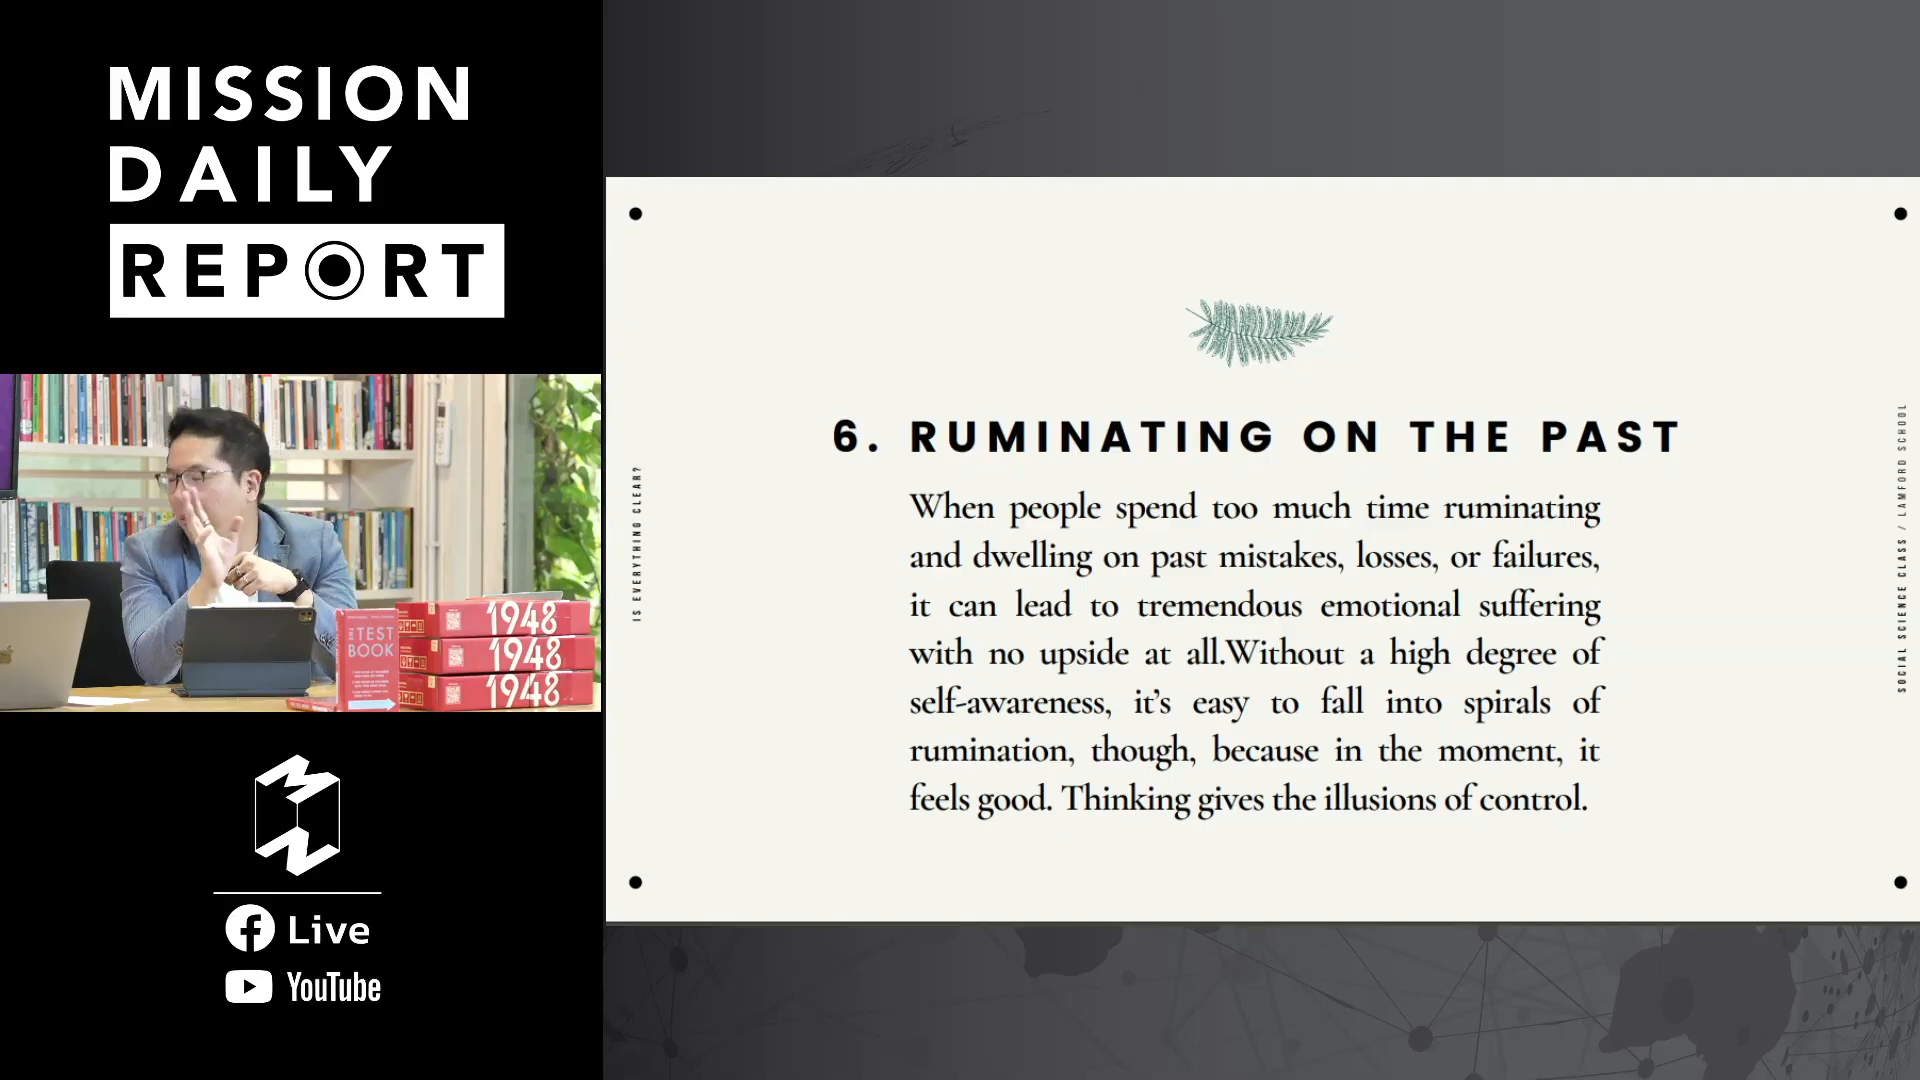 MISSION
DAILY
REPORT
THE TEST
BOOK
1948
1948
1948
Live
YouTube
IS EVERYTHING CLEAR?
6. RUMINATING ON THE PAST
When people spend too much time ruminating
and dwelling on past mistakes, losses, or failures,
it can lead to tremendous emotional suffering
with no upside at all.Without a high degree of
self-awareness, it’s easy to fall into spirals of
rumination, though, because in the moment, it
feels good. Thinking gives the illusions of control.
SOCIAL SCIENCE CLASS / LAMFORD SCHOOL